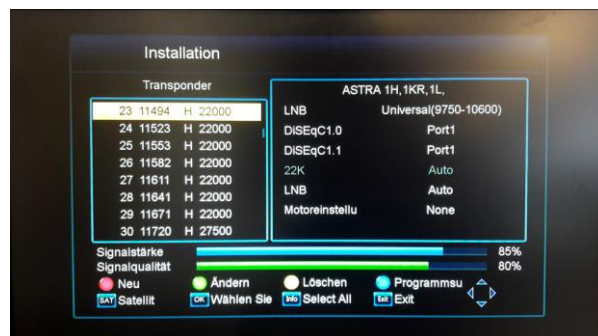 Installation
Transponder
23 11494 H 22000
24 11523 H 22000
25 11553 H 22000
26 11582 H 22000
27 11611 H 22000
28 11641 H 22000
29 11671 H 22000
30 11720 H 27500
ASTRA 1H,1KR,1L,
LNB Universal(9750-10600)
DiSEqC1.0 Port1
DiSEqC1.1 Port1
22K Auto
LNB Auto
Motoreinstellu None
Signalstärke 85%
Signalqualität 80%
Neu Ändern Löschen Programmsu
SAT Satellit OK Wählen Sie Info Select All Exit Exit